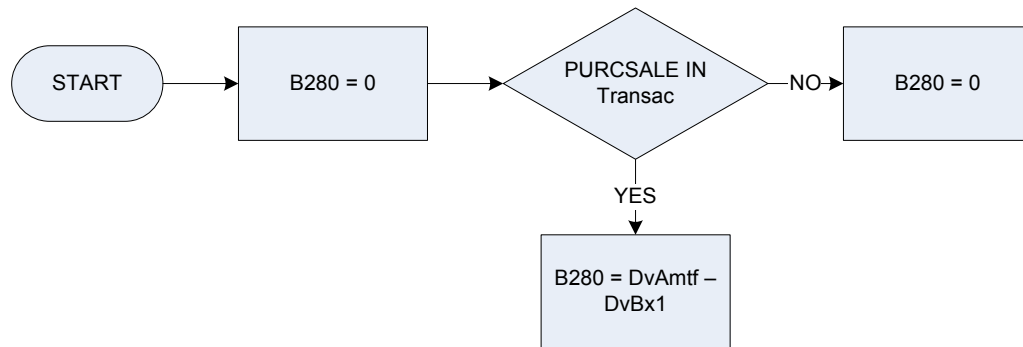 START
B280 = 0
PURCSALE IN
Transac
NO
B280 = 0
YES
B280 = DvAmtf –
DvBx1